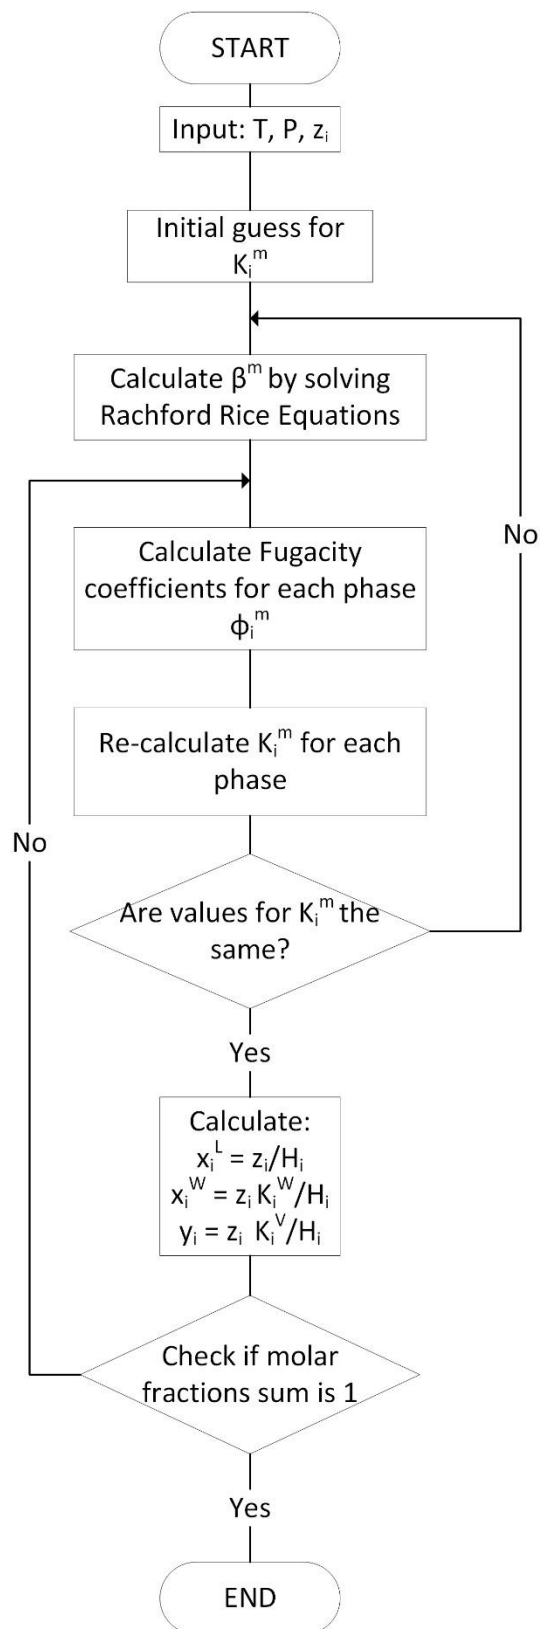 START
Input: T, P, zᵢ
Initial guess for
Kᵢᵐ
Calculate βᵐ by solving
Rachford Rice Equations
Calculate Fugacity
coefficients for each phase
ϕᵢᵐ
No
Re-calculate Kᵢᵐ for each
phase
No
Are values for Kᵢᵐ the
same?
Yes
Calculate:
xᵢᴸ = zᵢ/Hᵢ
xᵢᵂ = zᵢ Kᵢᵂ/Hᵢ
yᵢ = zᵢ Kᵢⱽ/Hᵢ
Check if molar
fractions sum is 1
Yes
END